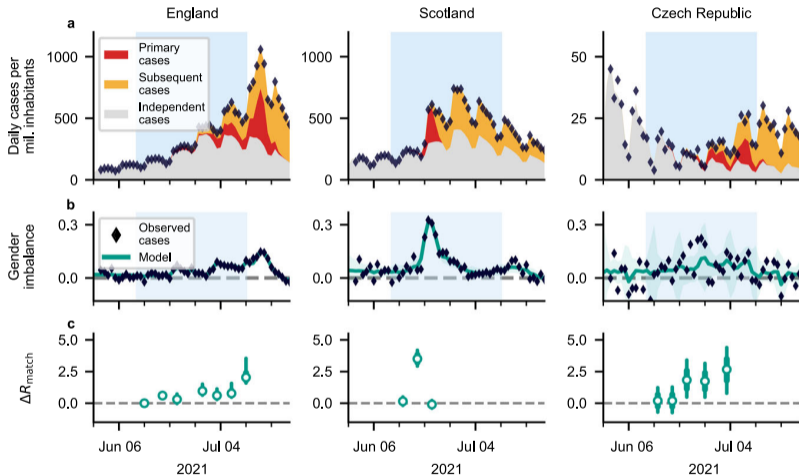 England
Scotland
Czech Republic
a
Daily cases per
mil. inhabitants
1000
500
0
Primary
cases
Subsequent
cases
Independent
cases
1000
500
0
50
25
0
b
Gender
imbalance
0.3
0.0
Observed
cases
Model
0.3
0.0
0.3
0.0
c
ΔRmatch
5.0
2.5
0.0
5.0
2.5
0.0
5.0
2.5
0.0
Jun 06
Jul 04
2021
Jun 06
Jul 04
2021
Jun 06
Jul 04
2021